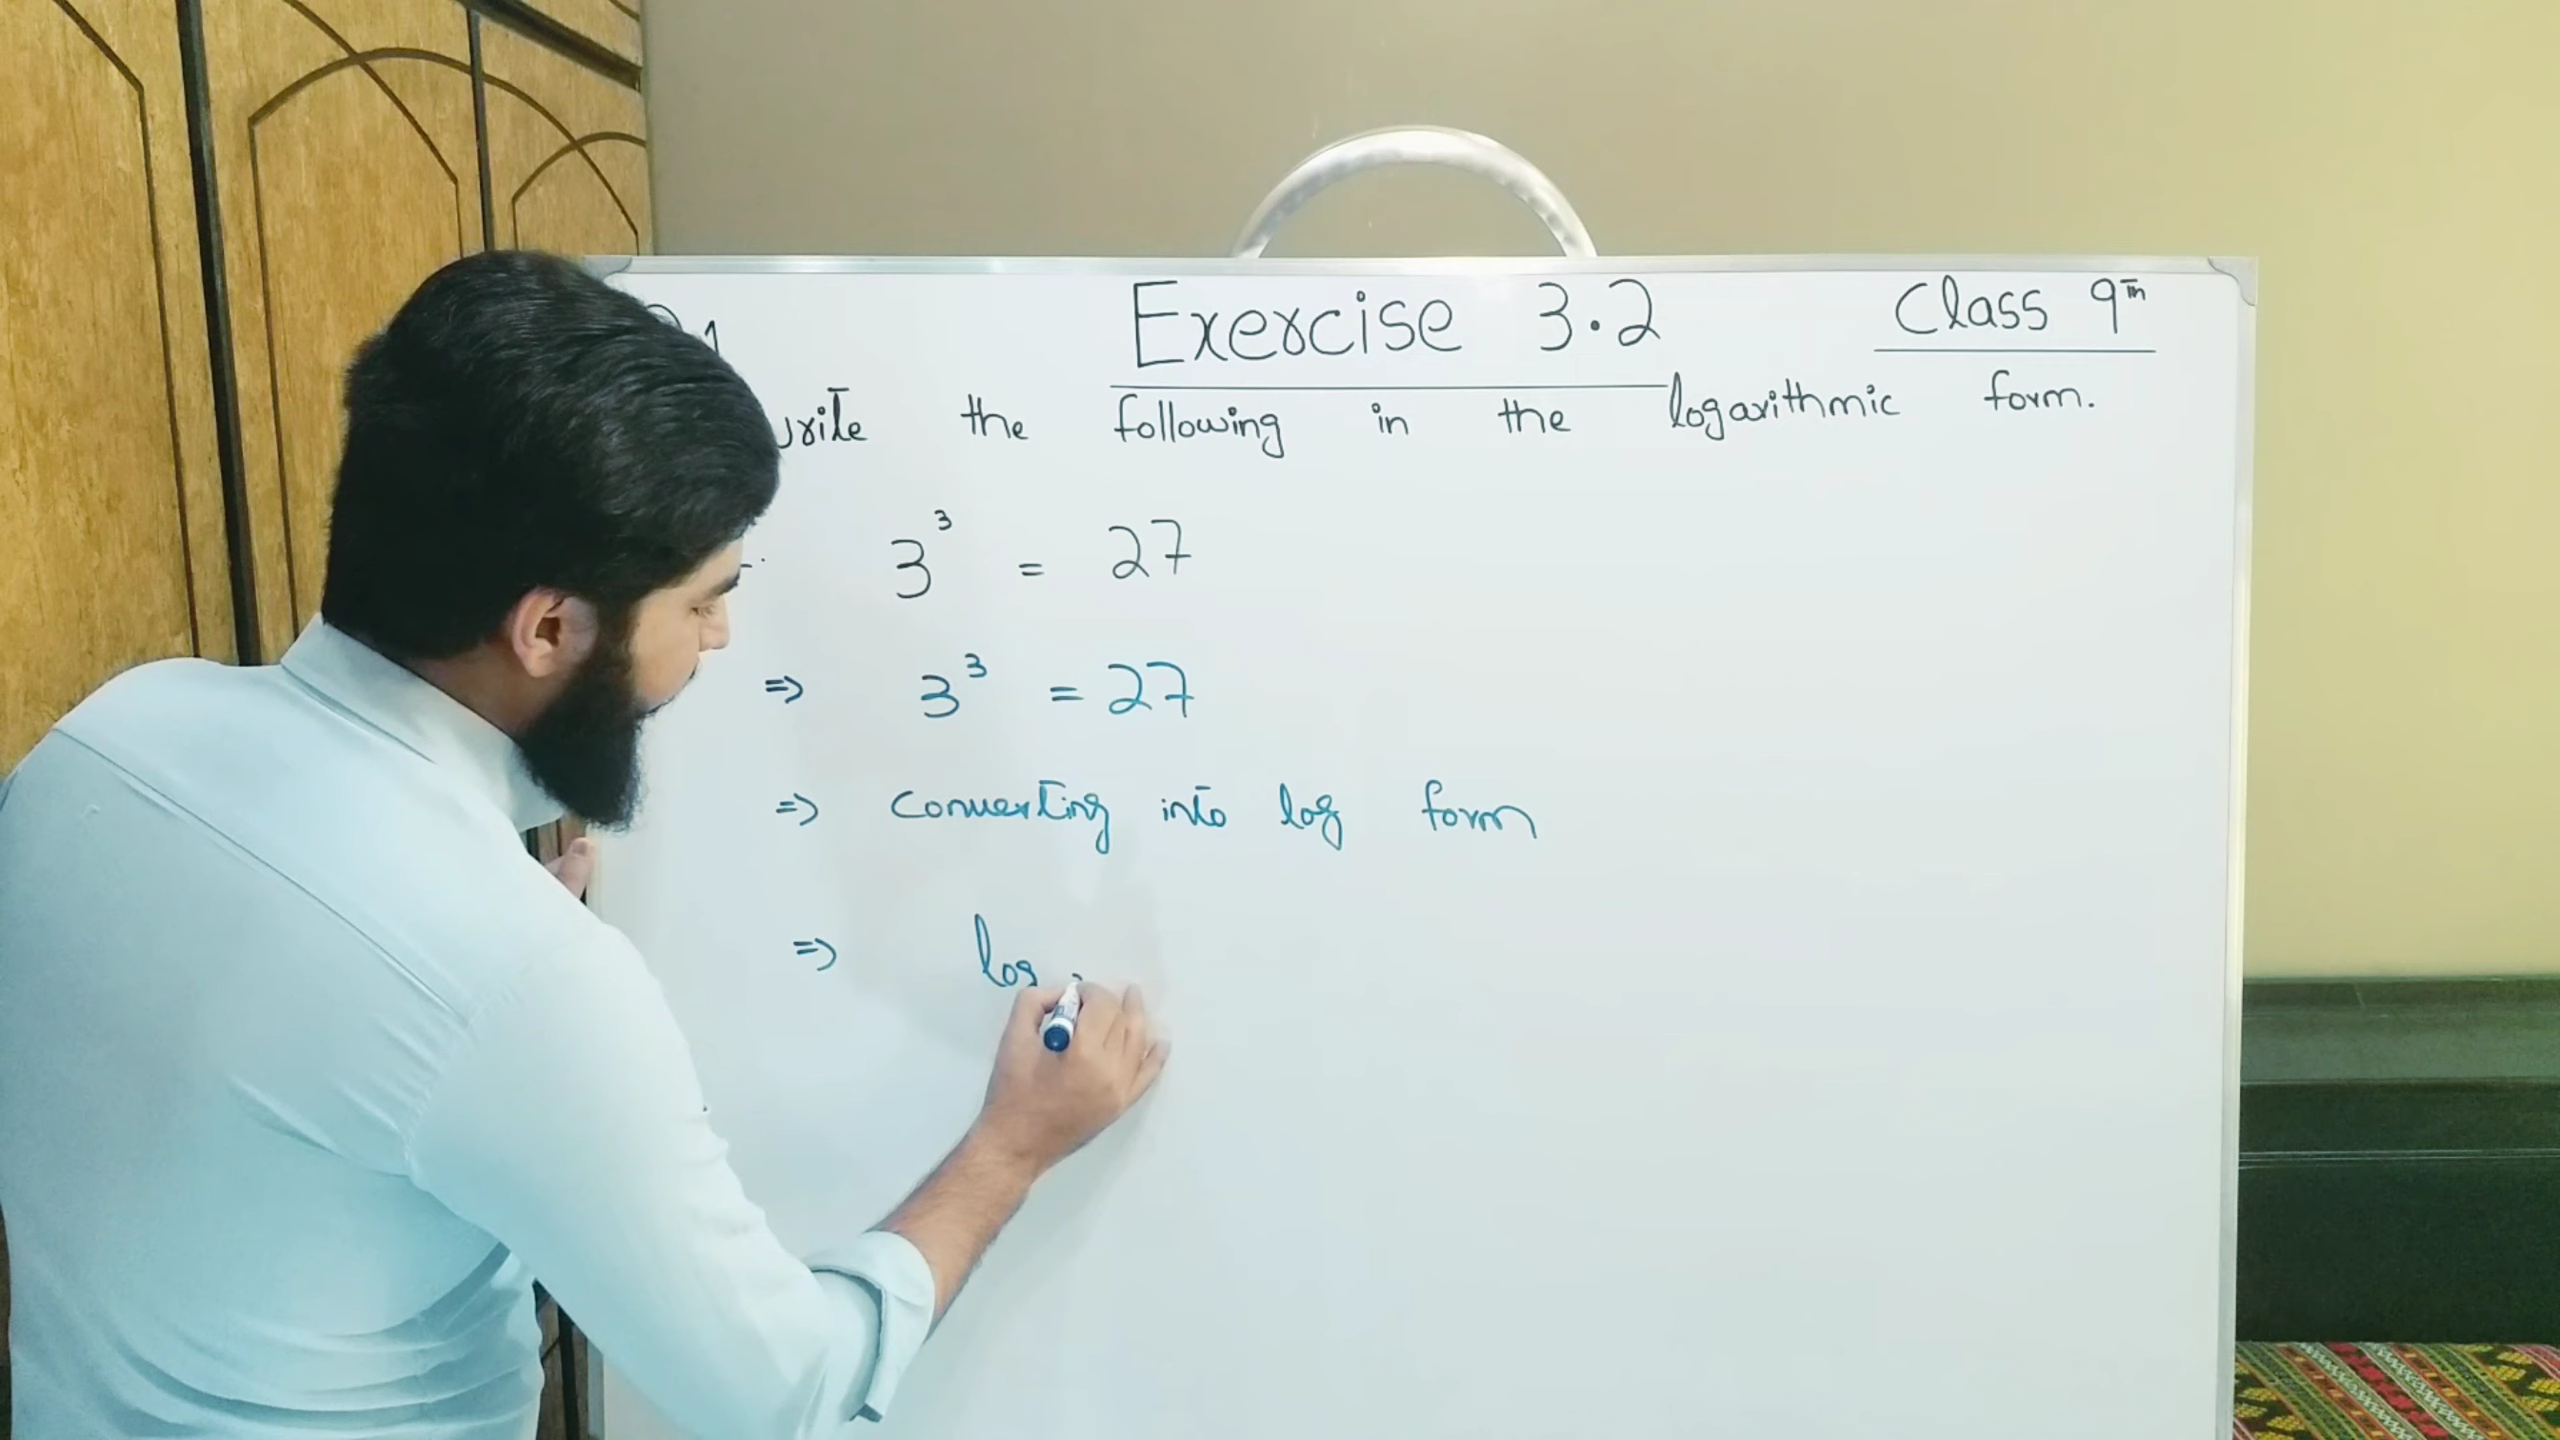 Exercise 3.2
Class 9th
the following in the logarithmic form.
3³ = 27
⇒ 3³ = 27
⇒ Converting into log form
⇒ log